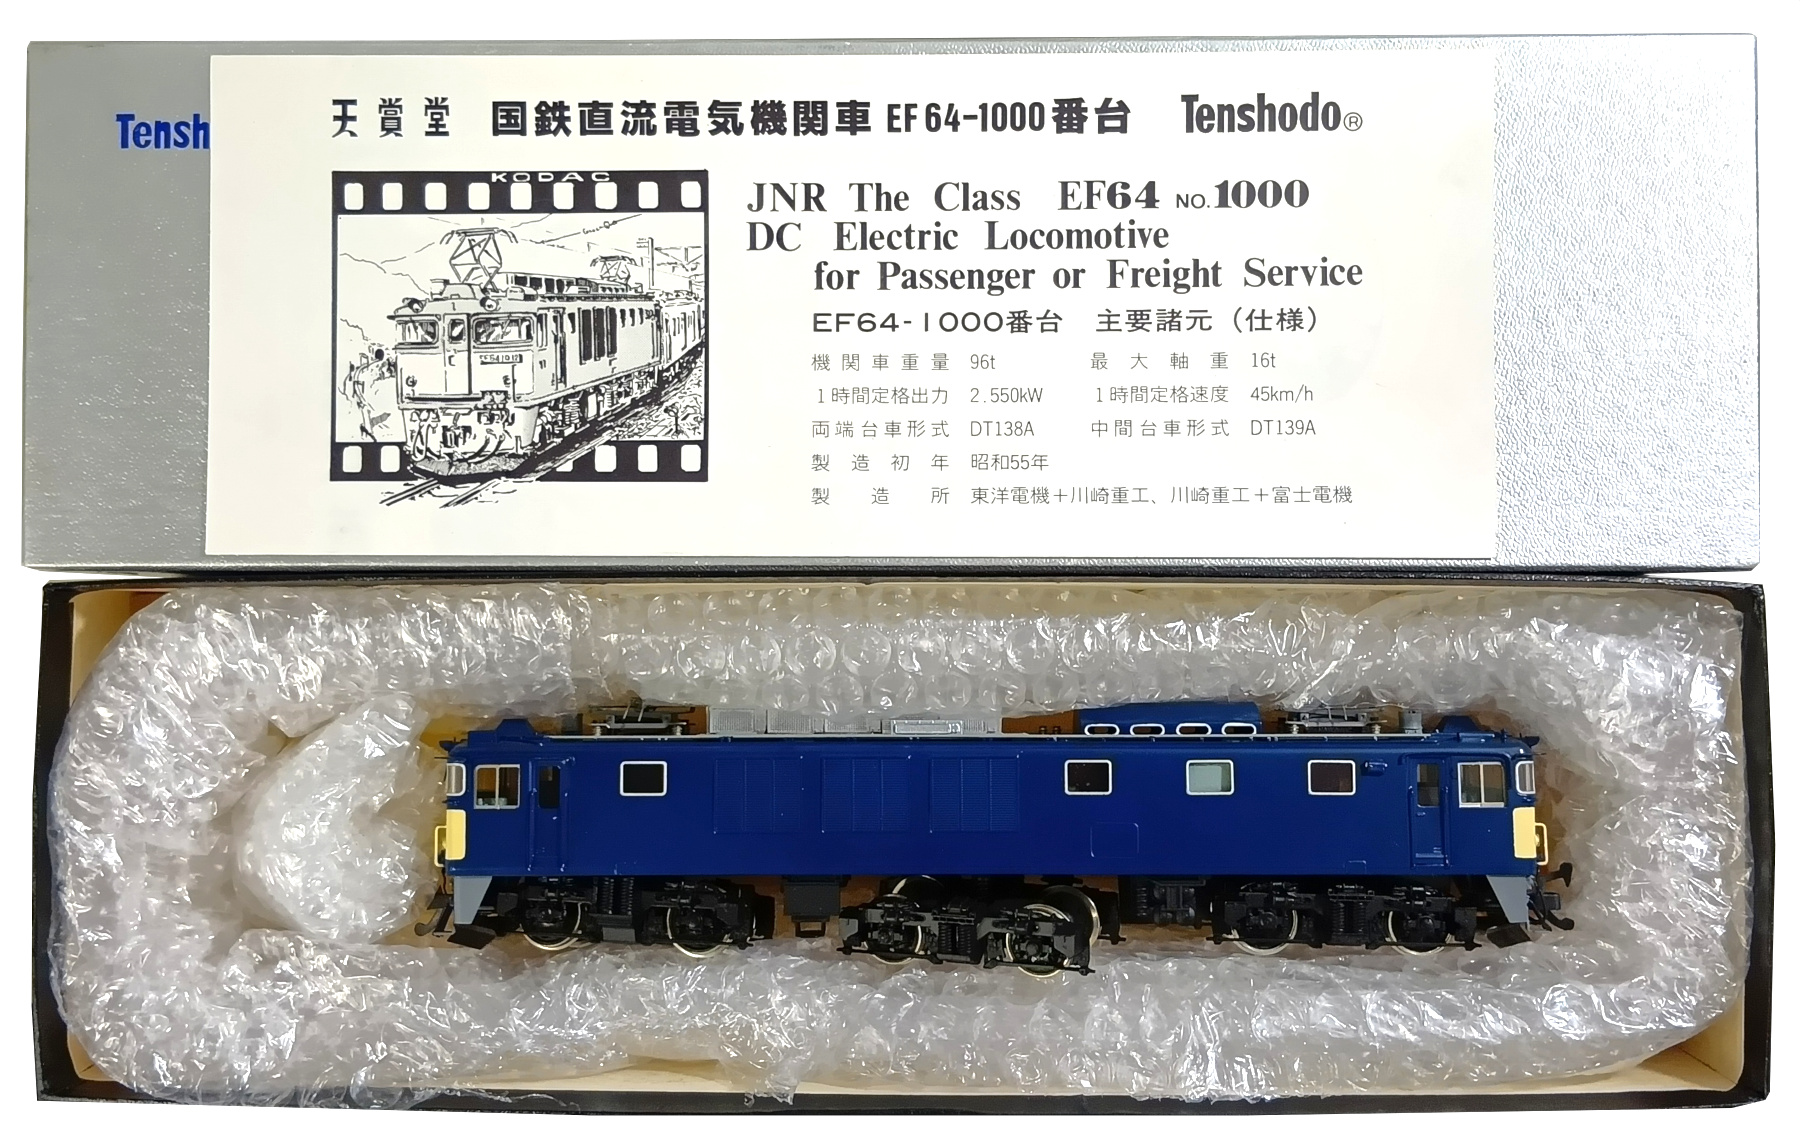 Tensh
天賞堂 国鉄直流電気機関車 EF64-1000番台 Tenshodo®
KODAC
JNR The Class EF64 NO.1000
DC Electric Locomotive
for Passenger or Freight Service
EF64-1000番台 主要諸元(仕様)
機関車重量 96t 最大軸重 16t
1時間定格出力 2.550kW 1時間定格速度 45km/h
両端台車形式 DT138A 中間台車形式 DT139A
製造初年 昭和55年
製造所 東洋電機+川崎重工、川崎重工+富士電機